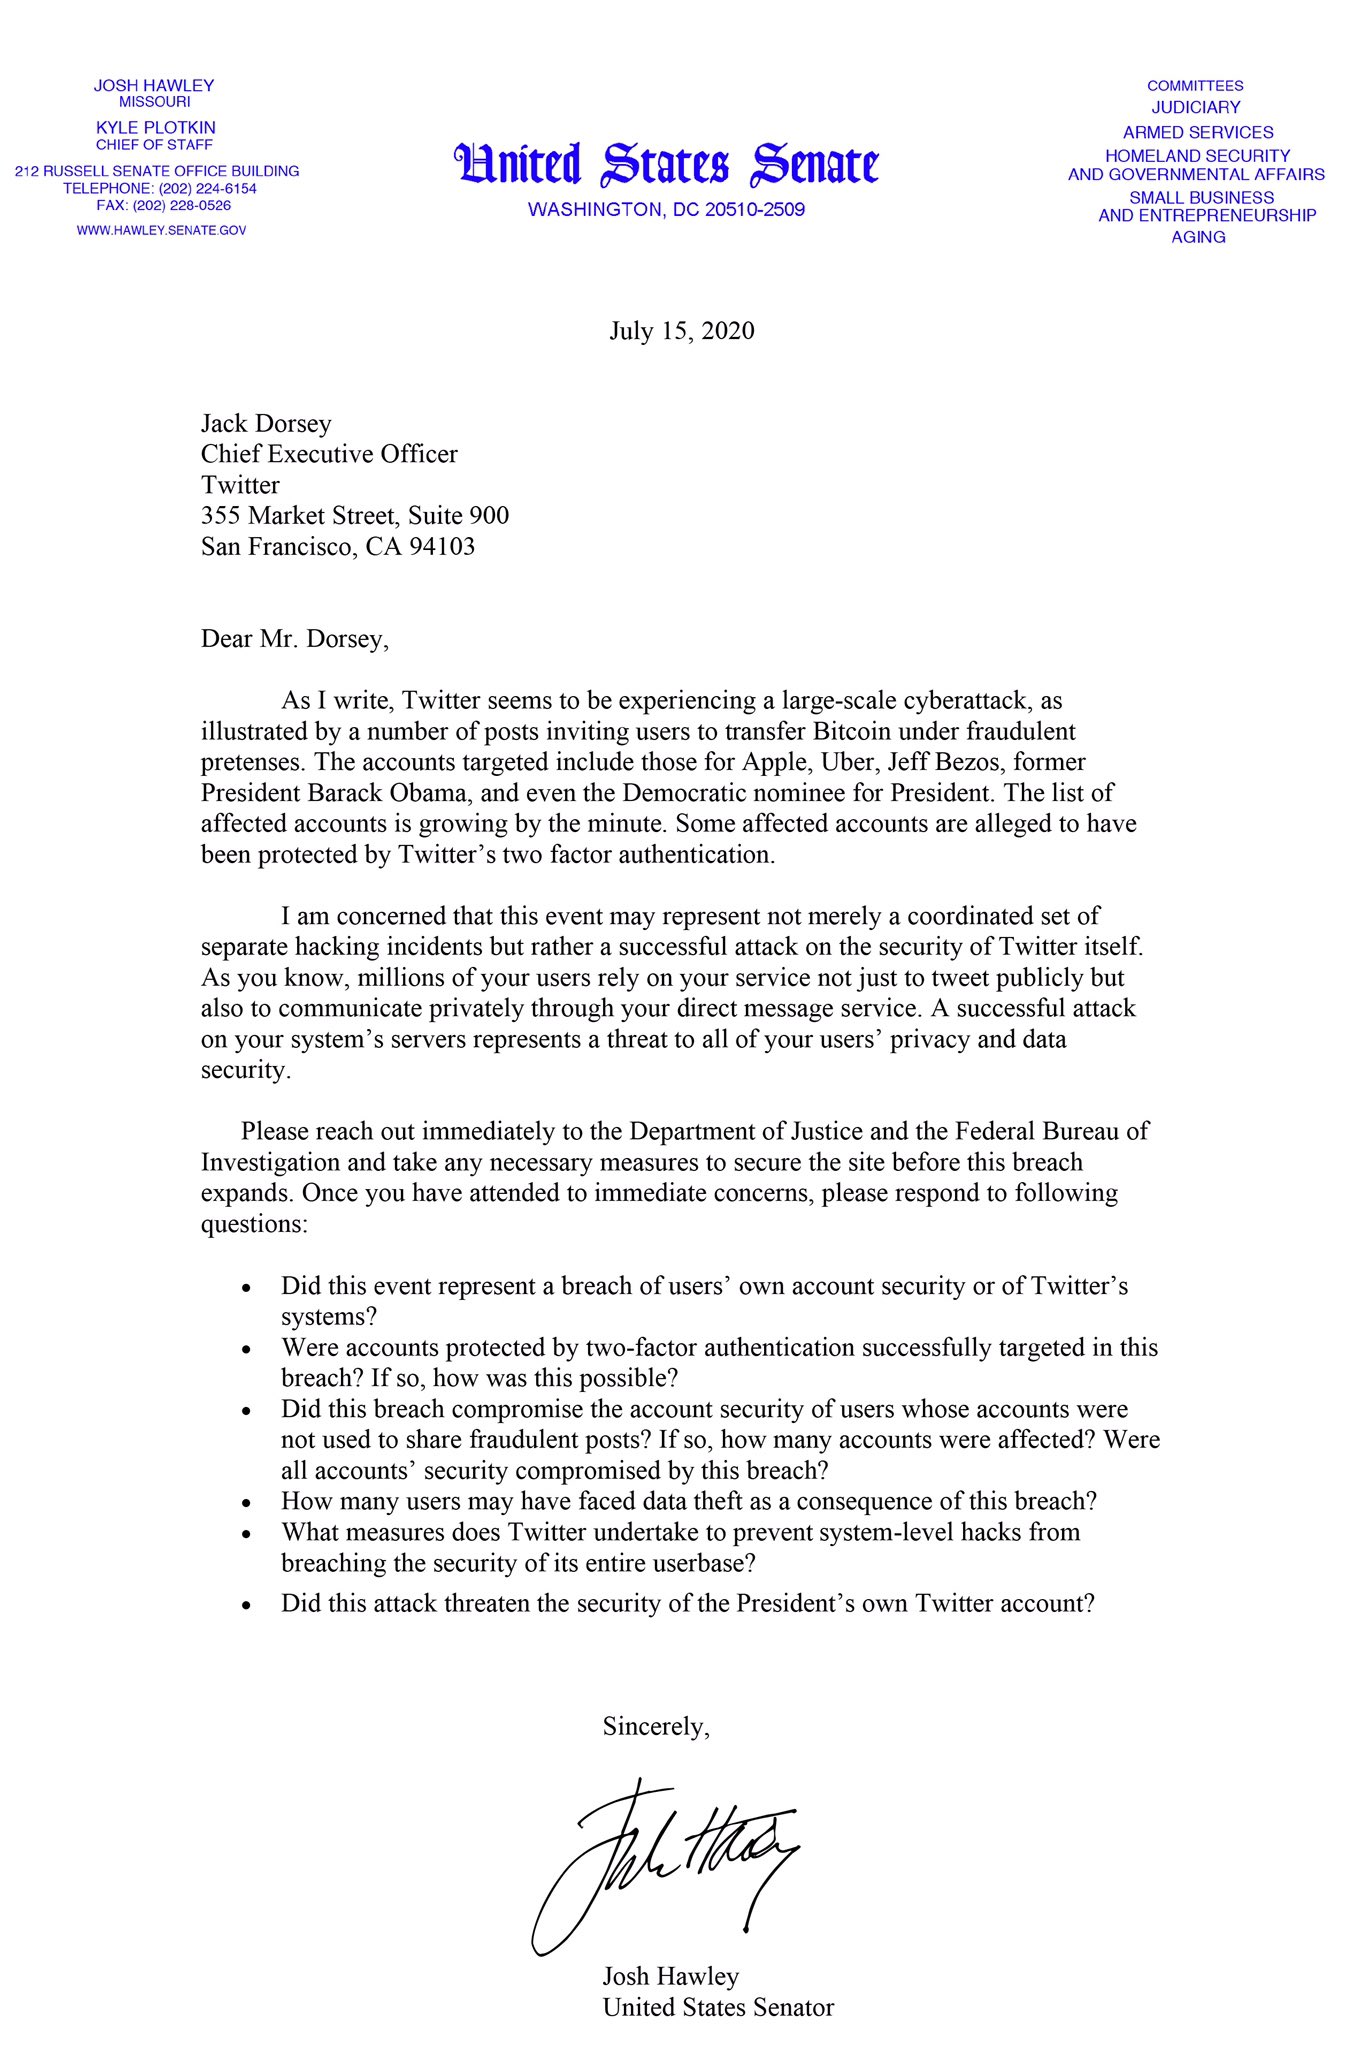 JOSH HAWLEY
MISSOURI
KYLE PLOTKIN
CHIEF OF STAFF
212 RUSSELL SENATE OFFICE BUILDING
TELEPHONE: (202) 224-6154
FAX: (202) 228-0526
WWW.HAWLEY.SENATE.GOV
United States Senate
WASHINGTON, DC 20510-2509
COMMITTEES
JUDICIARY
ARMED SERVICES
HOMELAND SECURITY
AND GOVERNMENTAL AFFAIRS
SMALL BUSINESS
AND ENTREPRENEURSHIP
AGING
July 15, 2020
Jack Dorsey
Chief Executive Officer
Twitter
355 Market Street, Suite 900
San Francisco, CA 94103
Dear Mr. Dorsey,
As I write, Twitter seems to be experiencing a large-scale cyberattack, as
illustrated by a number of posts inviting users to transfer Bitcoin under fraudulent
pretenses. The accounts targeted include those for Apple, Uber, Jeff Bezos, former
President Barack Obama, and even the Democratic nominee for President. The list of
affected accounts is growing by the minute. Some affected accounts are alleged to have
been protected by Twitter’s two factor authentication.
I am concerned that this event may represent not merely a coordinated set of
separate hacking incidents but rather a successful attack on the security of Twitter itself.
As you know, millions of your users rely on your service not just to tweet publicly but
also to communicate privately through your direct message service. A successful attack
on your system’s servers represents a threat to all of your users’ privacy and data
security.
Please reach out immediately to the Department of Justice and the Federal Bureau of
Investigation and take any necessary measures to secure the site before this breach
expands. Once you have attended to immediate concerns, please respond to following
questions:
• Did this event represent a breach of users’ own account security or of Twitter’s
systems?
• Were accounts protected by two-factor authentication successfully targeted in this
breach? If so, how was this possible?
• Did this breach compromise the account security of users whose accounts were
not used to share fraudulent posts? If so, how many accounts were affected? Were
all accounts’ security compromised by this breach?
• How many users may have faced data theft as a consequence of this breach?
• What measures does Twitter undertake to prevent system-level hacks from
breaching the security of its entire userbase?
• Did this attack threaten the security of the President’s own Twitter account?
Sincerely,
Josh Hawley
Josh Hawley
United States Senator